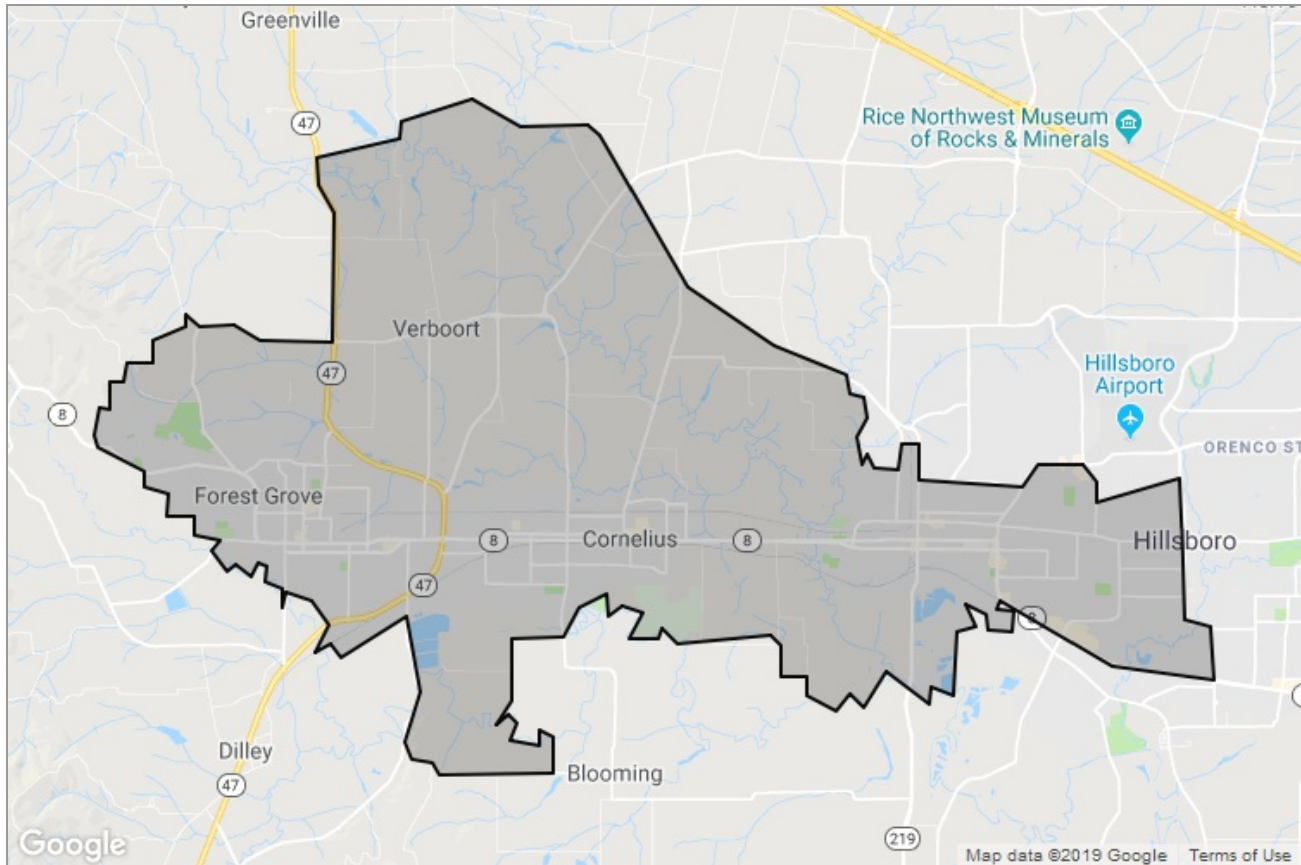 Greenville
47
Rice Northwest Museum
of Rocks & Minerals
Verboort
47
Hillsboro
Airport
8
ORENCO ST
Forest Grove
8
Cornelius
8
Hillsboro
47
8
Dilley
47
Blooming
219
Google
Map data ©2019 Google
Terms of Use